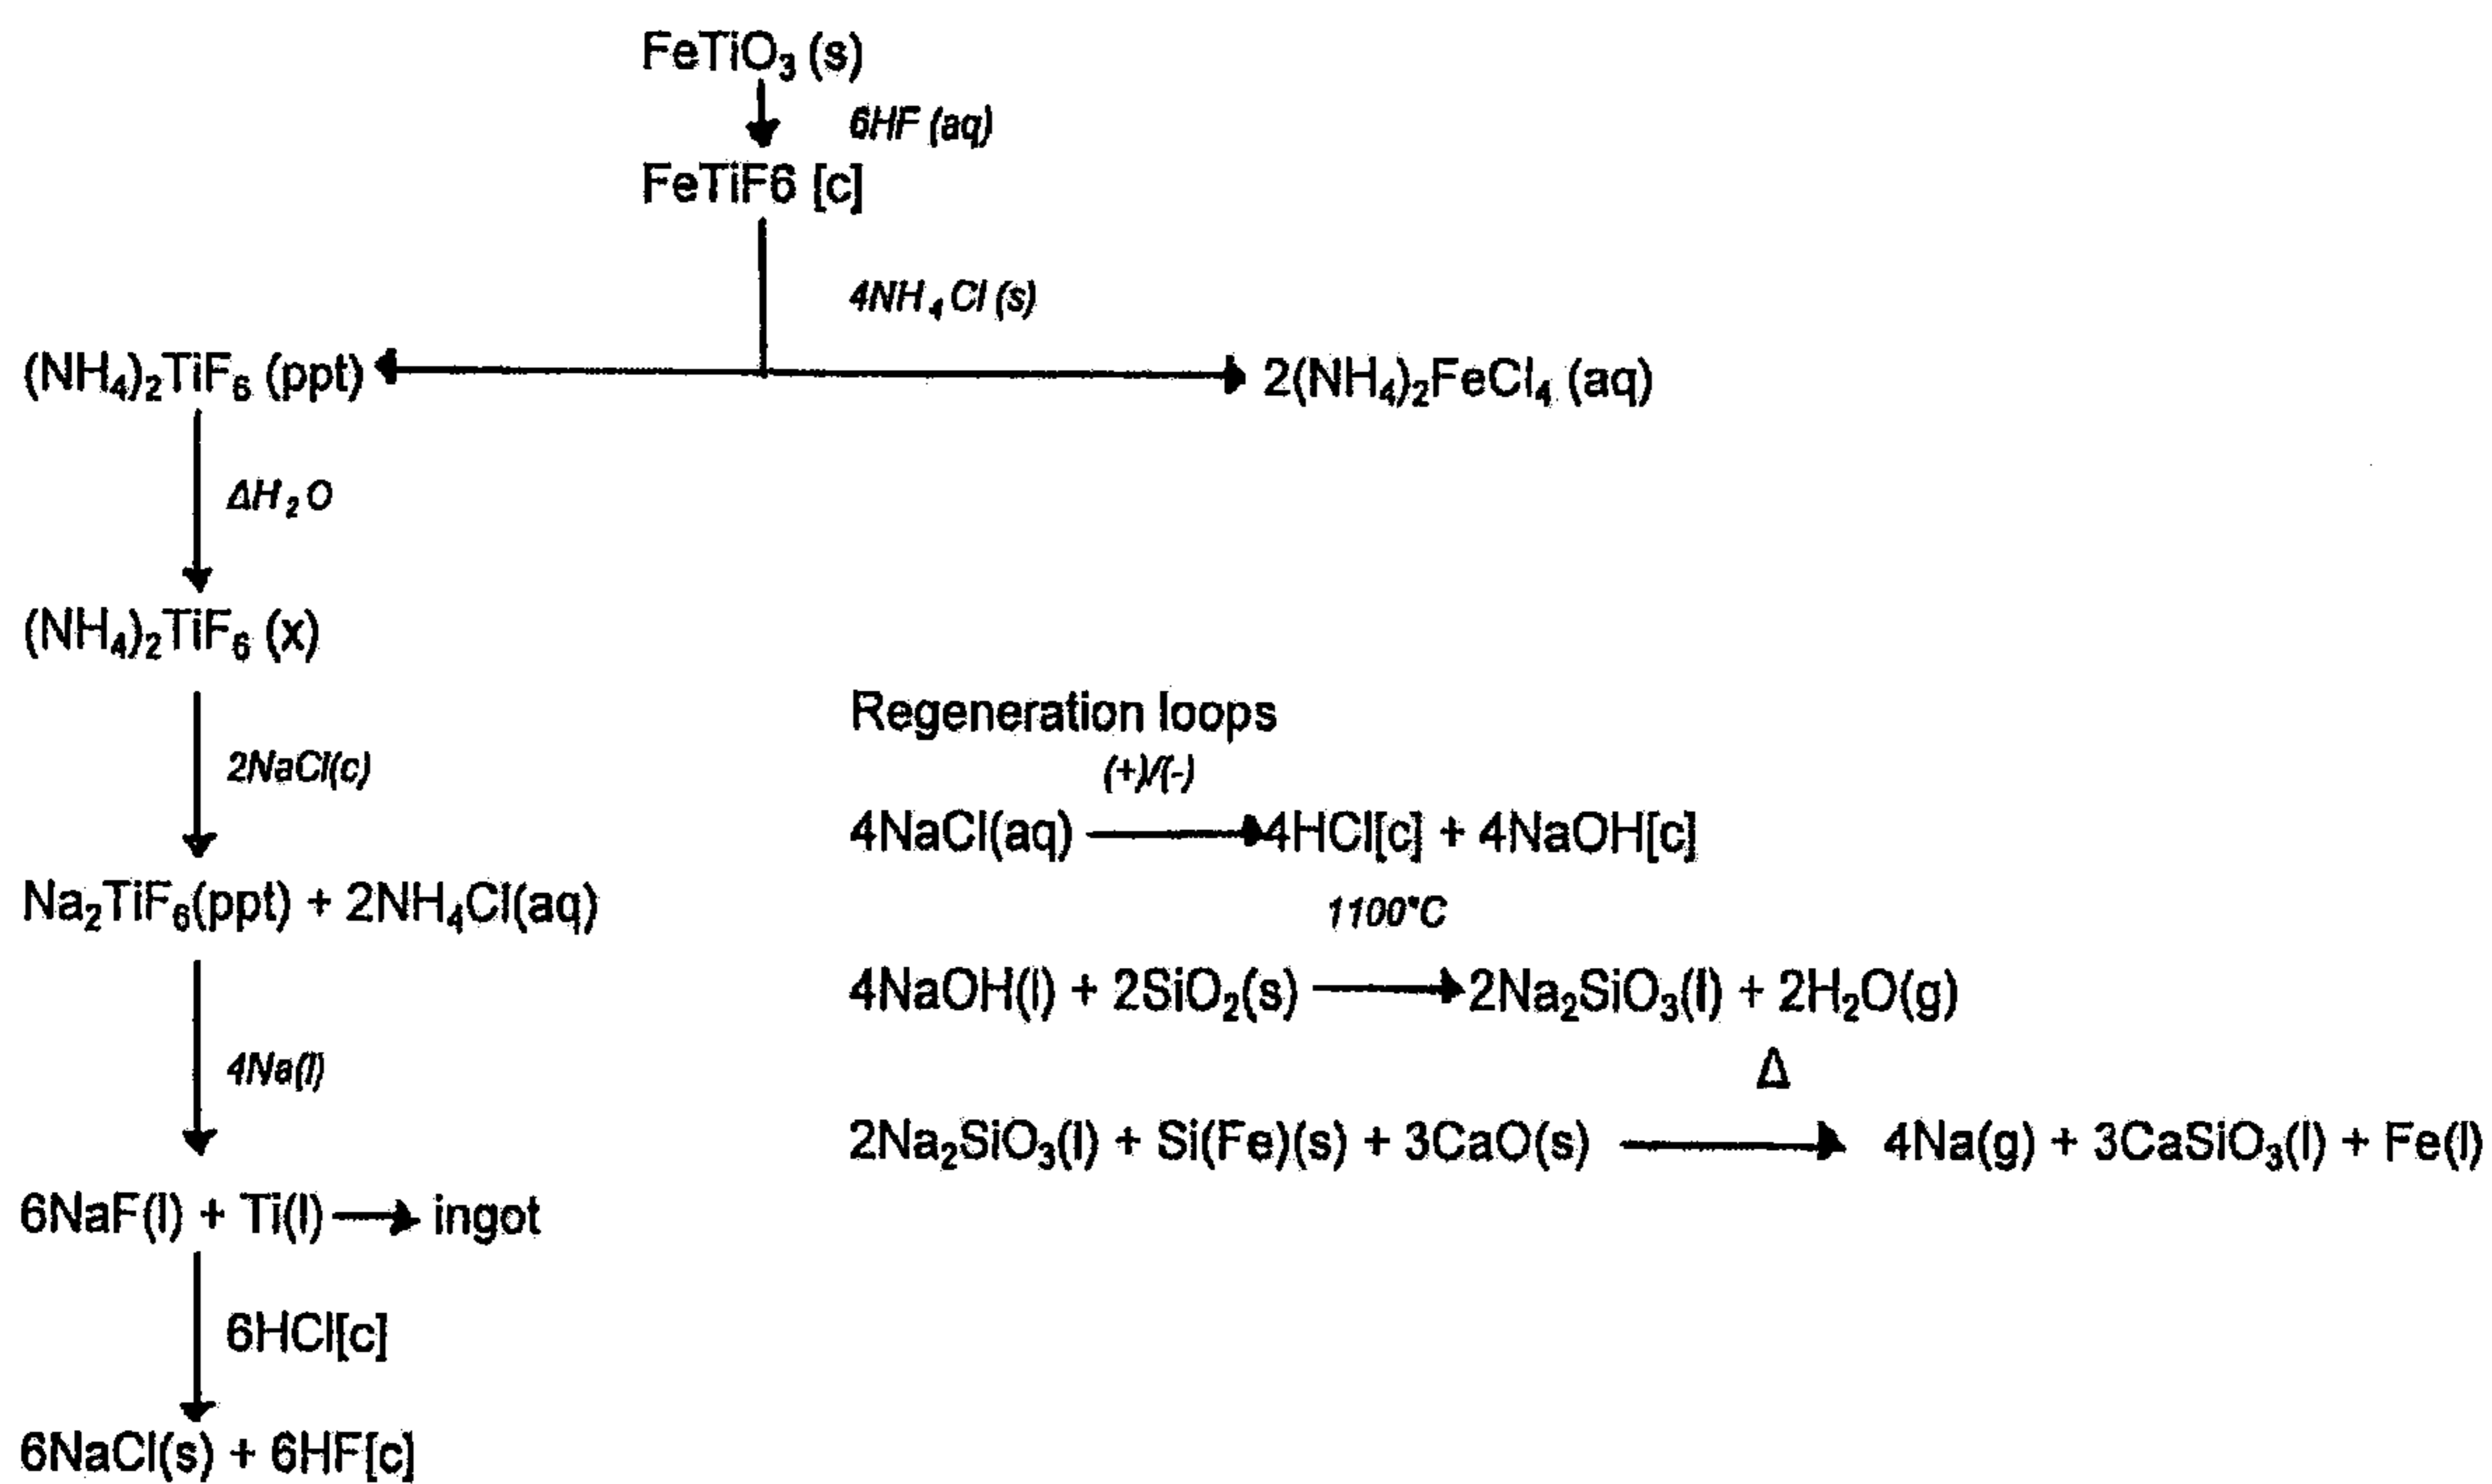 FeTiO₃ (s)
6HF (aq)
FeTiF6 [c]
4NH₄Cl (s)
(NH₄)₂TiF₆ (ppt)
2(NH₄)₂FeCl₄ (aq)
ΔH₂O
(NH₄)₂TiF₆ (x)
2NaCl(c)
Na₂TiF₆(ppt) + 2NH₄Cl(aq)
4Na(l)
6NaF(l) + Ti(l) → ingot
6HCl[c]
6NaCl(s) + 6HF[c]
Regeneration loops
(+)/(-)
4NaCl(aq) → 4HCl[c] + 4NaOH[c]
1100°C
4NaOH(l) + 2SiO₂(s) → 2Na₂SiO₃(l) + 2H₂O(g)
Δ
2Na₂SiO₃(l) + Si(Fe)(s) + 3CaO(s) → 4Na(g) + 3CaSiO₃(l) + Fe(l)